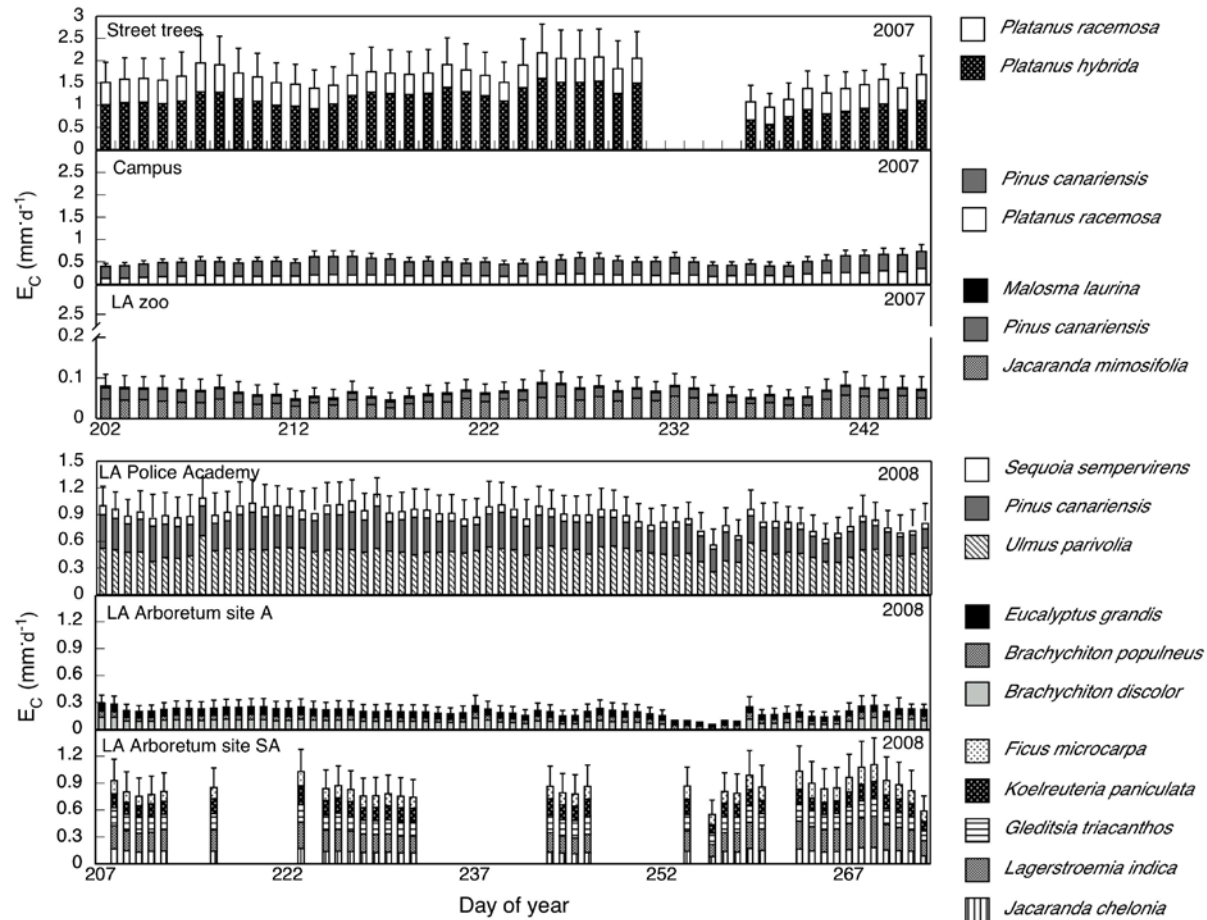 Street trees
2007
3
2.5
2
1.5
1
0.5
0
Platanus racemosa
Platanus hybrida
Campus
2007
2.5
2
1.5
1
0.5
0
Pinus canariensis
Platanus racemosa
E_C (mm·d⁻¹)
LA zoo
2007
2.5
0.2
0.1
0
Malosma laurina
Pinus canariensis
Jacaranda mimosifolia
202 212 222 232 242
LA Police Academy
2008
1.5
1.2
0.9
0.6
0.3
0
Sequoia sempervirens
Pinus canariensis
Ulmus parivolia
LA Arboretum site A
2008
1.2
0.9
0.6
0.3
0
Eucalyptus grandis
Brachychiton populneus
Brachychiton discolor
E_C (mm·d⁻¹)
LA Arboretum site SA
2008
1.2
0.9
0.6
0.3
0
Ficus microcarpa
Koelreuteria paniculata
Gleditsia triacanthos
Lagerstroemia indica
Jacaranda chelonia
207 222 237 252 267
Day of year